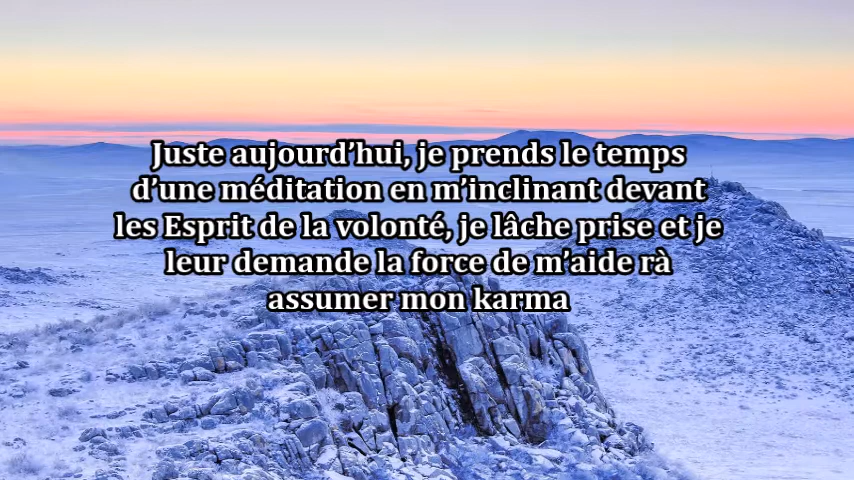 Juste aujourd’hui, je prends le temps
d’une méditation en m’inclinant devant
les Esprit de la volonté, je lâche prise et je
leur demande la force de m’aide rà
assumer mon karma